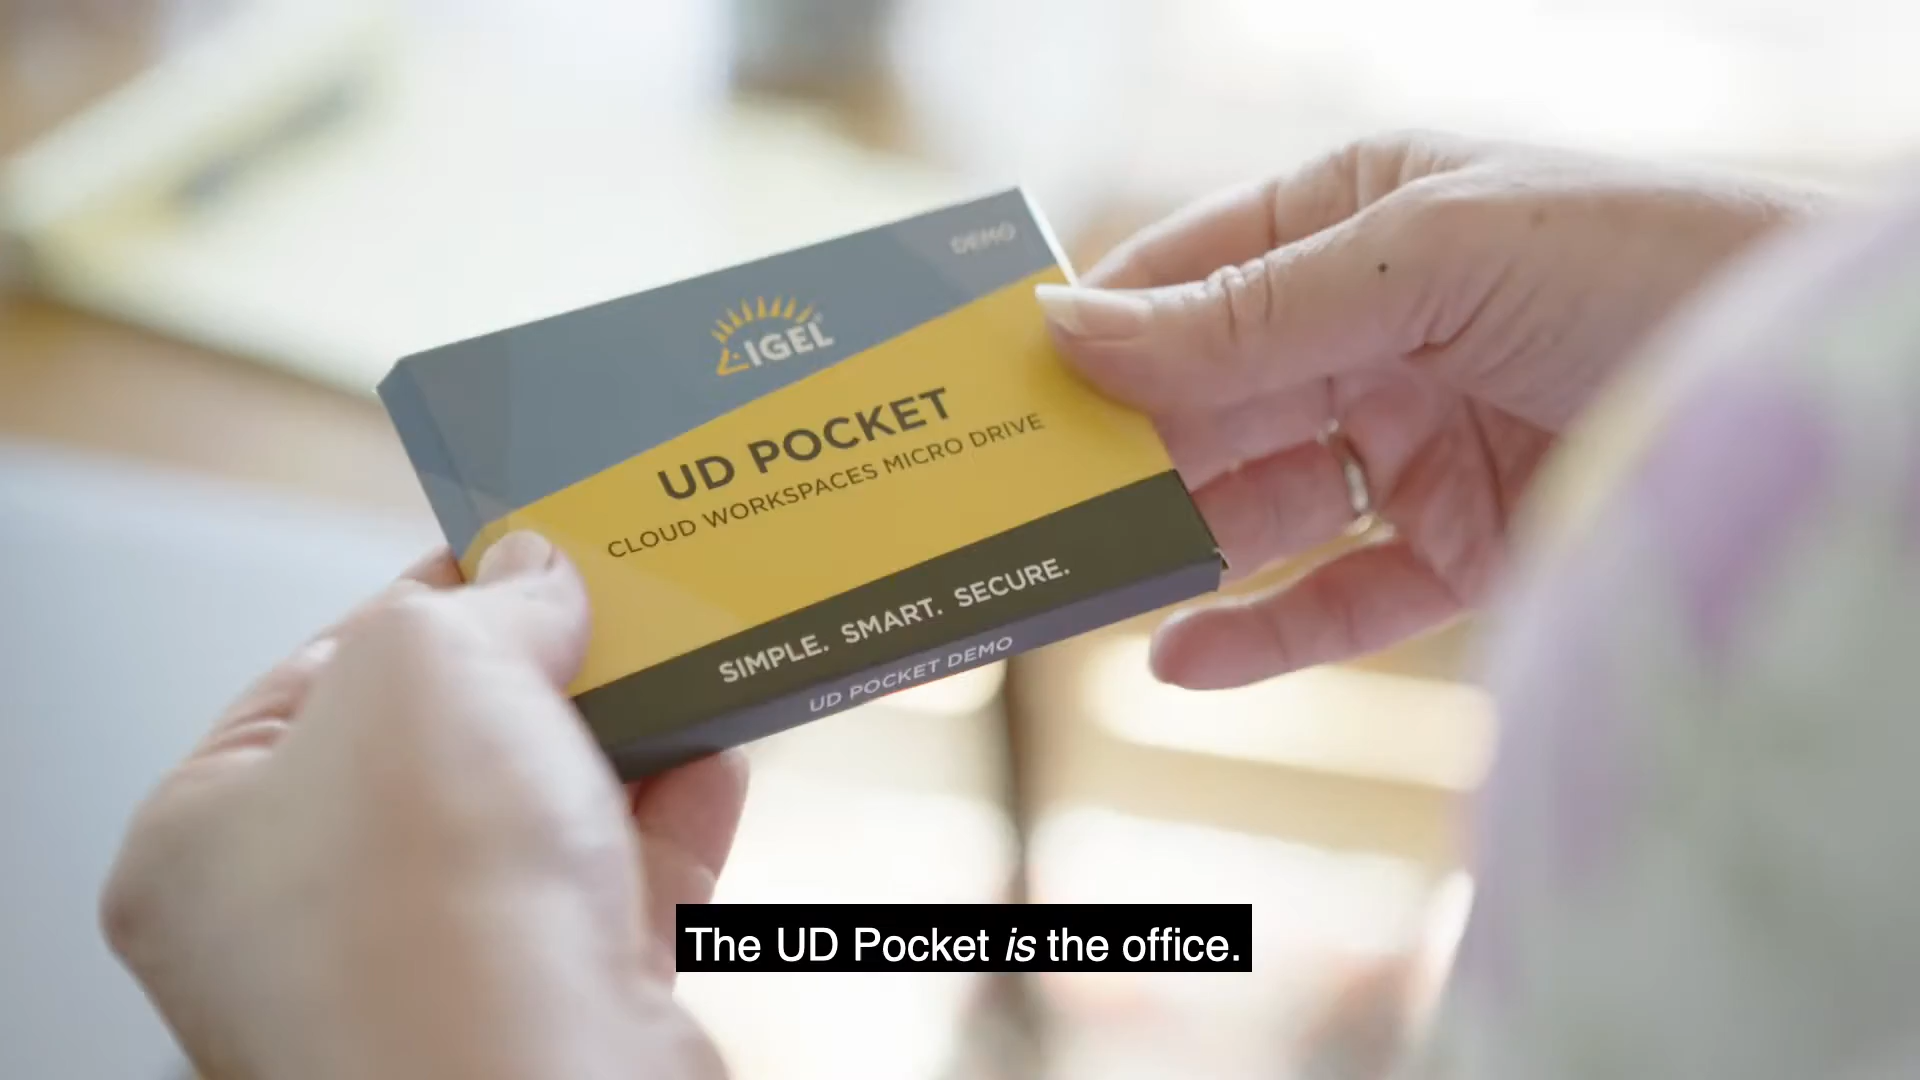 DEMO
IGEL
UD POCKET
CLOUD WORKSPACES MICRO DRIVE
SIMPLE. SMART. SECURE.
UD POCKET DEMO
The UD Pocket is the office.